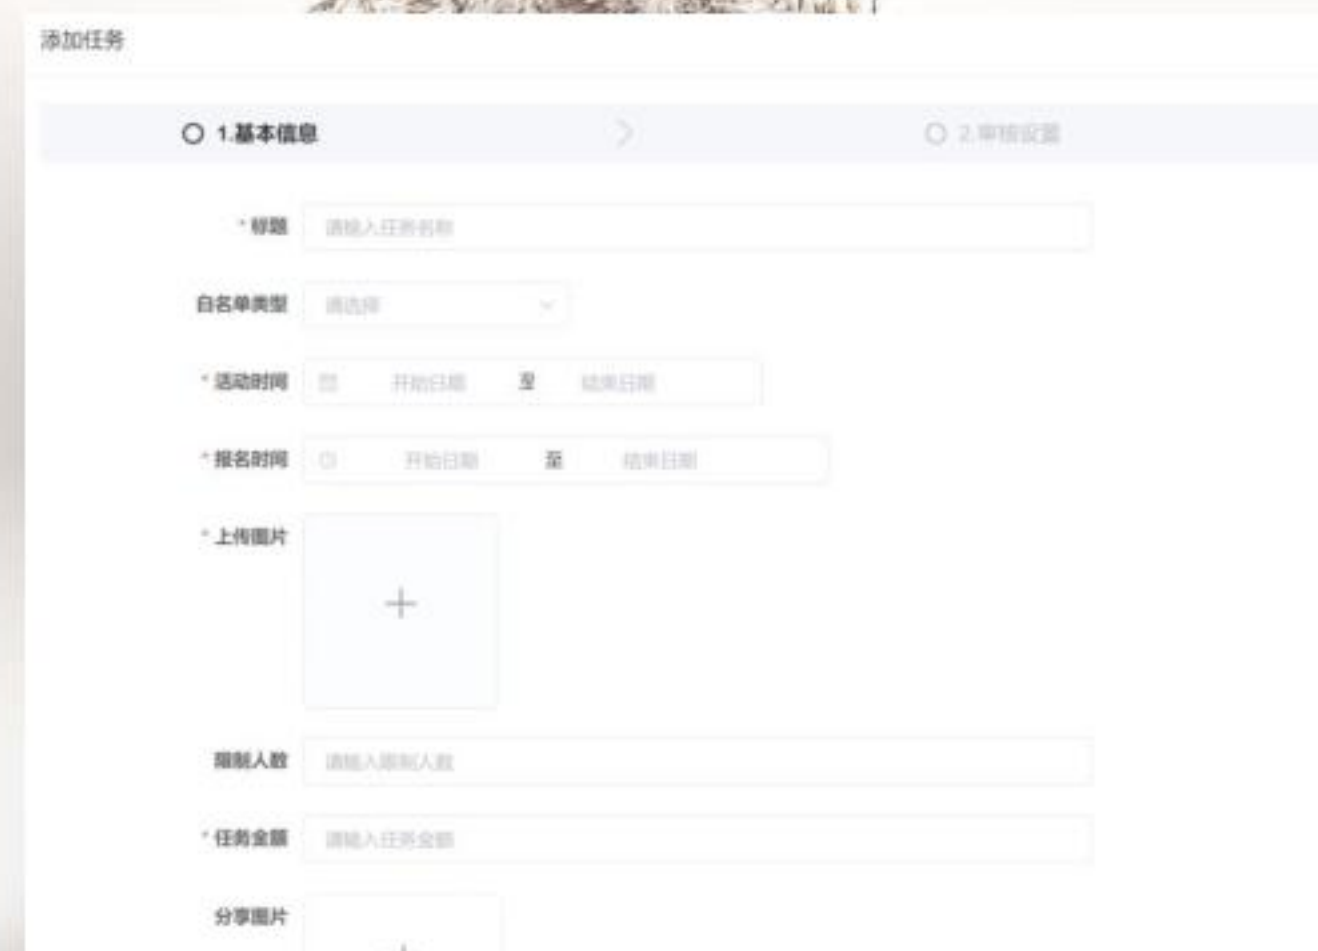 添加任务
1.基本信息
2.审核设置
* 标题 请输入任务名称
白名单类型 请选择
* 活动时间 开始日期 至 结束日期
* 报名时间 开始日期 至 结束日期
* 上传图片
限制人数 请输入限制人数
* 任务金额 请输入任务金额
分享图片